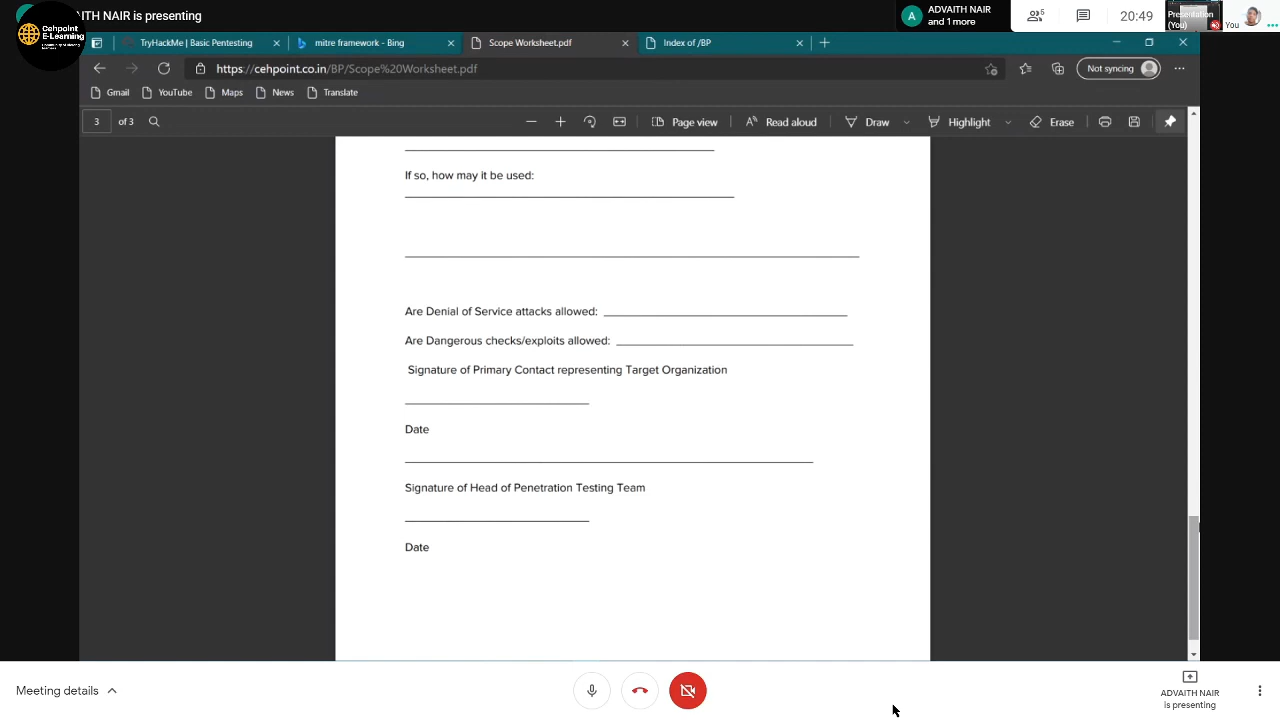 ITH NAIR is presenting
Cehpoint
E-Learning
ADVAITH NAIR
and 1 more
A
6
20:49
Presentation
(You)
You
TryHackMe | Basic Pentesting
mitre framework - Bing
Scope Worksheet.pdf
Index of /BP
https://cehpoint.co.in/BP/Scope%20Worksheet.pdf
Not syncing
Gmail
YouTube
Maps
News
Translate
3 of 3
Page view
Read aloud
Draw
Highlight
Erase
If so, how may it be used:
Are Denial of Service attacks allowed:
Are Dangerous checks/exploits allowed:
Signature of Primary Contact representing Target Organization
Date
Signature of Head of Penetration Testing Team
Date
Meeting details
ADVAITH NAIR
is presenting